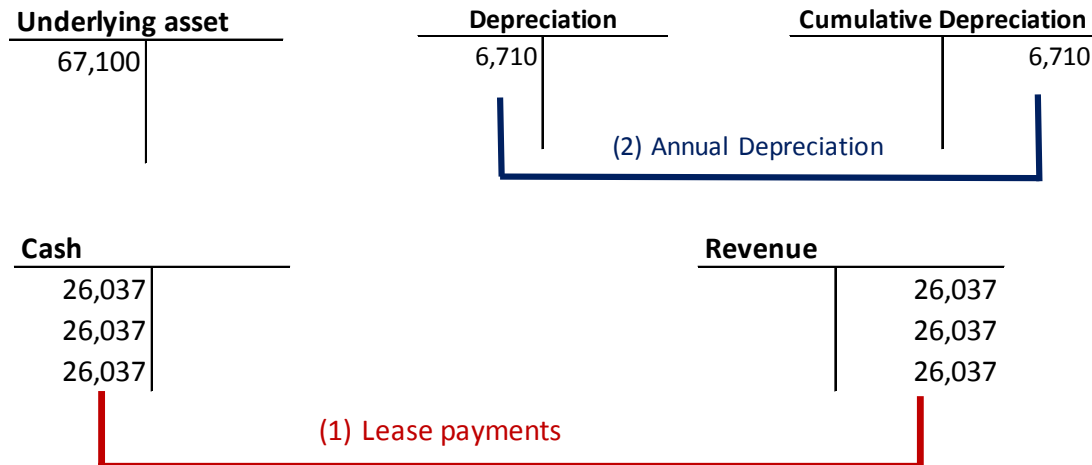 Underlying asset
67,100
Depreciation
6,710
Cumulative Depreciation
6,710
(2) Annual Depreciation
Cash
26,037
26,037
26,037
Revenue
26,037
26,037
26,037
(1) Lease payments